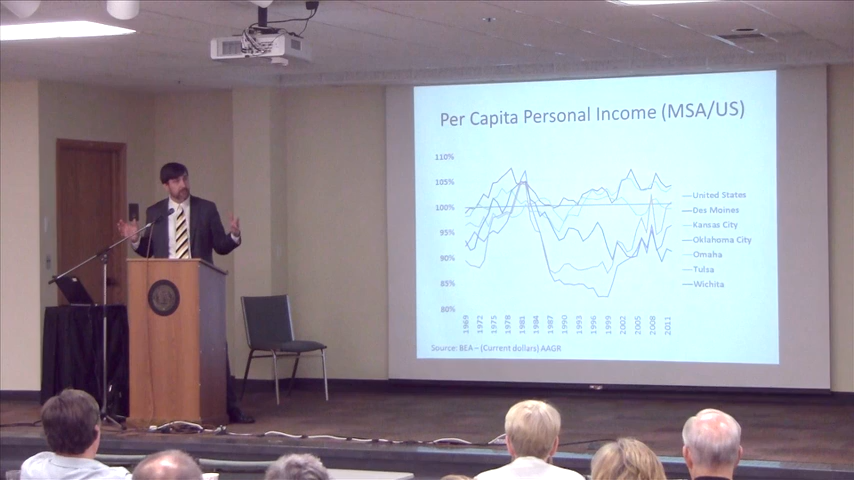 Per Capita Personal Income (MSA/US)
110%
105%
100%
95%
90%
85%
80%
1969
1972
1975
1978
1981
1984
1987
1990
1993
1996
1999
2002
2005
2008
2011
United States
Des Moines
Kansas City
Oklahoma City
Omaha
Tulsa
Wichita
Source: BEA – (Current dollars) AAGR